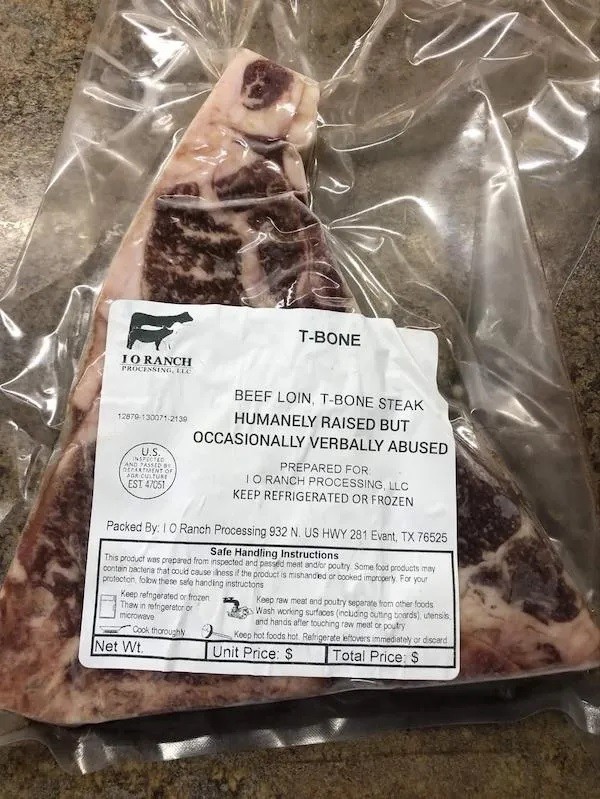 T-BONE
I O RANCH
PROCESSING, LLC
BEEF LOIN, T-BONE STEAK
12879-130071-2139
HUMANELY RAISED BUT
OCCASIONALLY VERBALLY ABUSED
U.S.
INSPECTED
AND PASSED BY
DEPARTMENT OF
AGRICULTURE
EST. 47051
PREPARED FOR:
I O RANCH PROCESSING, LLC
KEEP REFRIGERATED OR FROZEN
Packed By: I O Ranch Processing 932 N. US HWY 281 Evant, TX 76525
Safe Handling Instructions
This product was prepared from inspected and passed meat and/or poultry. Some food products may
contain bacteria that could cause illness if the product is mishandled or cooked improperly. For your
protection, follow these safe handling instructions
Keep refrigerated or frozen.
Thaw in refrigerator or
microwave
Keep raw meat and poultry separate from other foods.
Wash working surfaces (including cutting boards), utensils,
and hands after touching raw meat or poultry
Cook thoroughly
Keep hot foods hot. Refrigerate leftovers immediately or discard
Net Wt.
Unit Price: $
Total Price: $